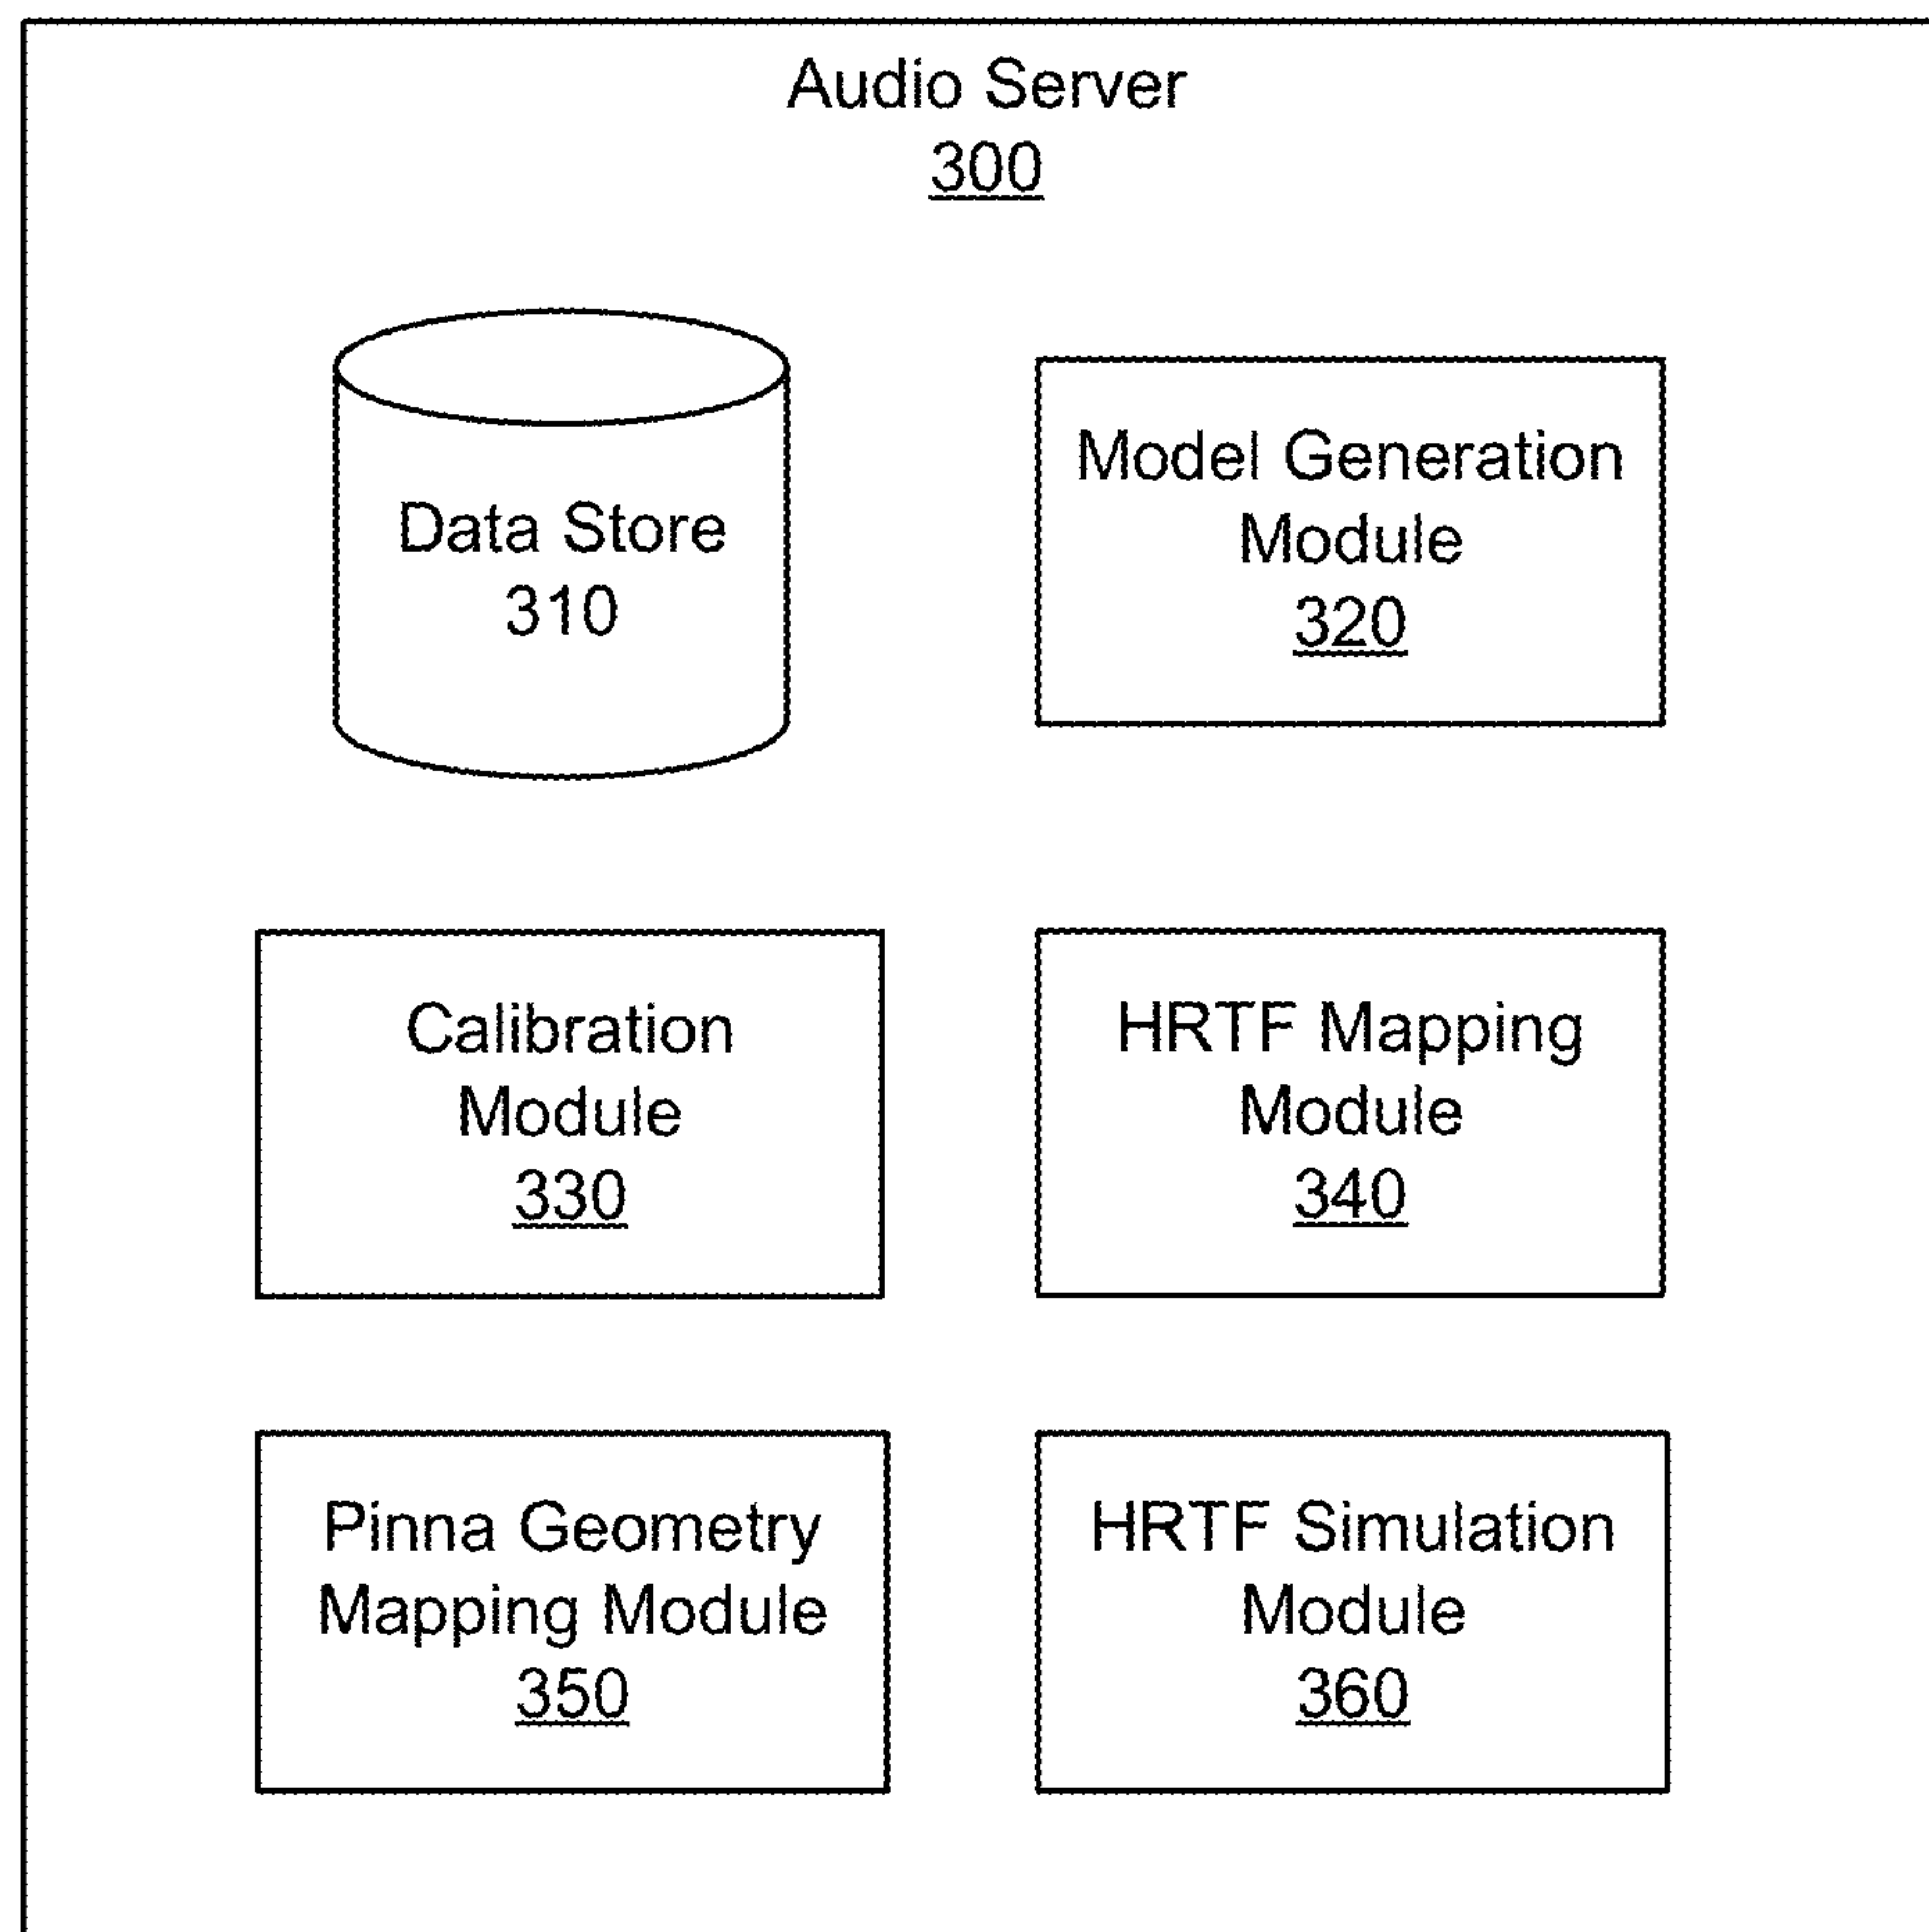 Audio Server
300
Data Store
310
Model Generation
Module
320
Calibration
Module
330
HRTF Mapping
Module
340
Pinna Geometry
Mapping Module
350
HRTF Simulation
Module
360